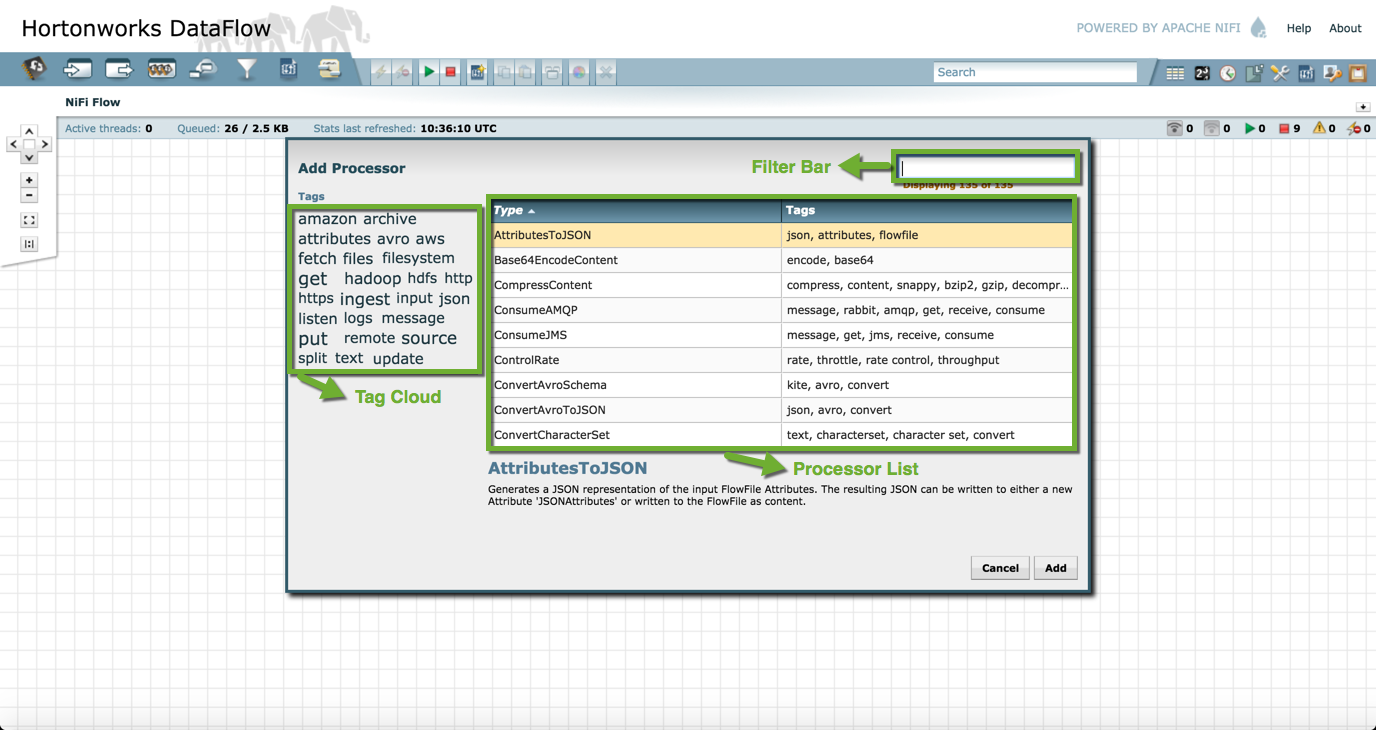 Hortonworks DataFlow
POWERED BY APACHE NIFI Help About
Search
NiFi Flow
Active threads: 0 Queued: 26 / 2.5 KB Stats last refreshed: 10:36:10 UTC 0 0 0 9 0 0
Add Processor
Filter Bar
Displaying 135 of 135
Tags
amazon archive
attributes avro aws
fetch files filesystem
get hadoop hdfs http
https ingest input json
listen logs message
put remote source
split text update
Tag Cloud
Type Tags
AttributesToJSON json, attributes, flowfile
Base64EncodeContent encode, base64
CompressContent compress, content, snappy, bzip2, gzip, decompr...
ConsumeAMQP message, rabbit, amqp, get, receive, consume
ConsumeJMS message, get, jms, receive, consume
ControlRate rate, throttle, rate control, throughput
ConvertAvroSchema kite, avro, convert
ConvertAvroToJSON json, avro, convert
ConvertCharacterSet text, characterset, character set, convert
Processor List
AttributesToJSON
Generates a JSON representation of the input FlowFile Attributes. The resulting JSON can be written to either a new
Attribute 'JSONAttributes' or written to the FlowFile as content.
Cancel Add